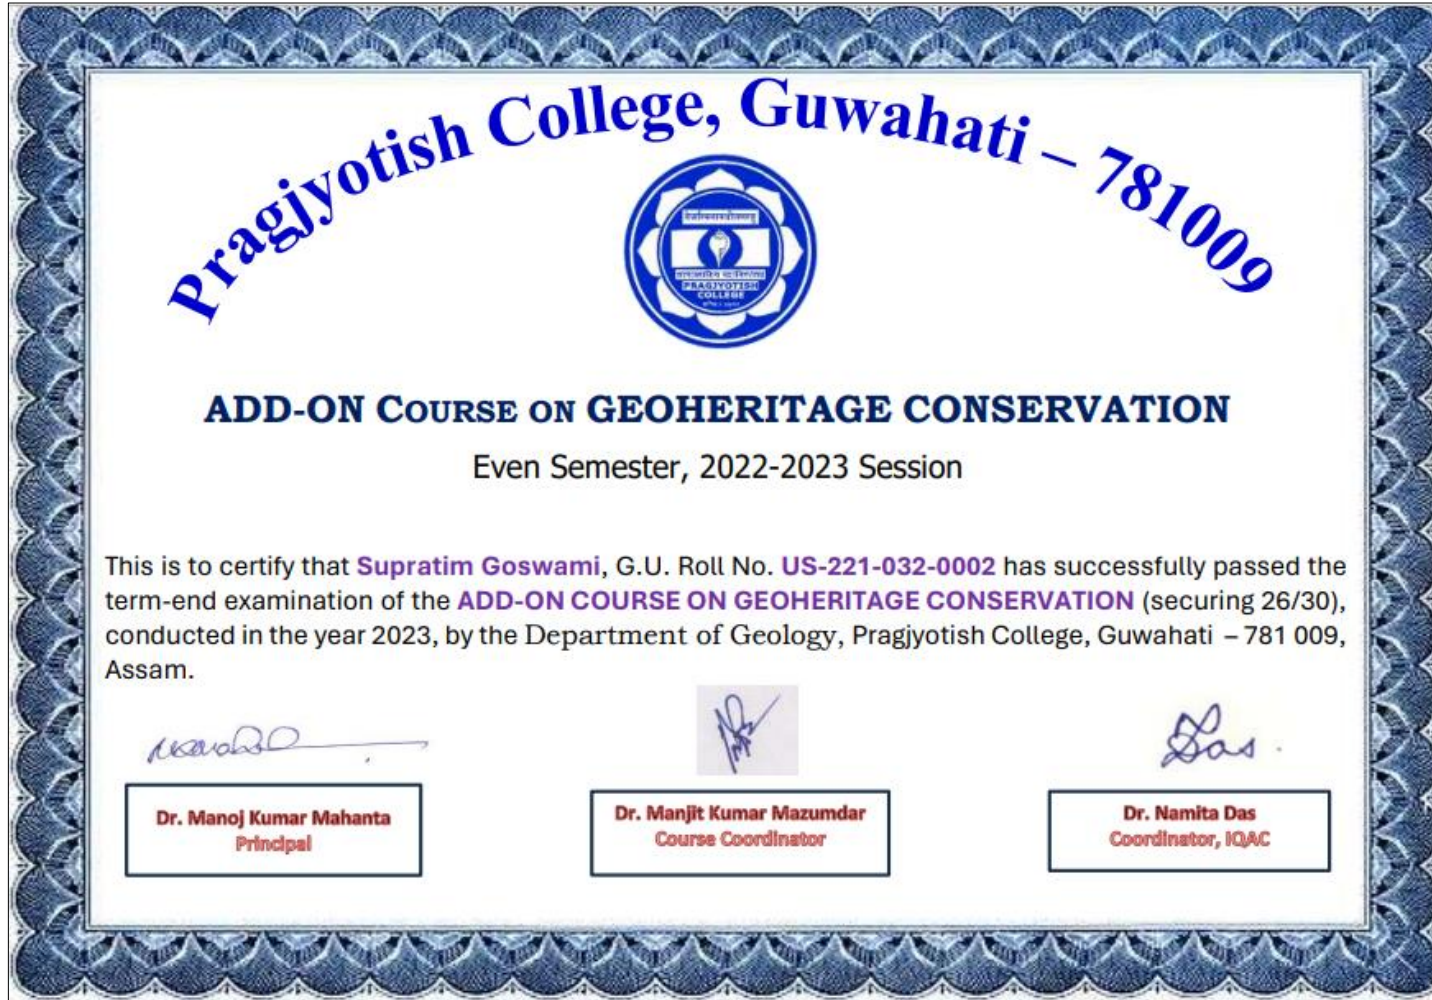 Pragjyotish College, Guwahati – 781009
PRAGJYOTISH
COLLEGE
ADD-ON COURSE ON GEOHERITAGE CONSERVATION
Even Semester, 2022-2023 Session
This is to certify that Supratim Goswami, G.U. Roll No. US-221-032-0002 has successfully passed the
term-end examination of the ADD-ON COURSE ON GEOHERITAGE CONSERVATION (securing 26/30),
conducted in the year 2023, by the Department of Geology, Pragjyotish College, Guwahati – 781 009,
Assam.
Das.
Dr. Manoj Kumar Mahanta
Principal
Dr. Manjit Kumar Mazumdar
Course Coordinator
Dr. Namita Das
Coordinator, IQAC